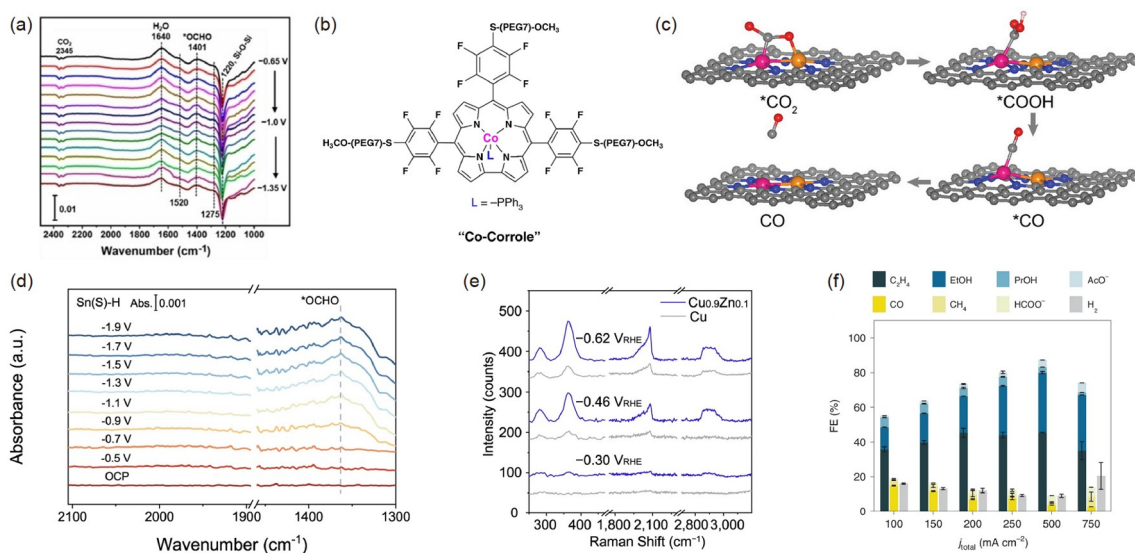 (a)
CO₂
2345
H₂O
1640
*OCHO
1401
1220, Si-O-Si
−0.65 V
−1.0 V
−1.35 V
1520
1275
0.01
2400 2200 2000 1800 1600 1400 1200 1000
Wavenumber (cm⁻¹)
(b)
S-(PEG7)-OCH₃
F F
F F
F F N N F F
Co
H₃CO-(PEG7)-S S-(PEG7)-OCH₃
N L N
F F F F
L = −PPh₃
“Co-Corrole”
(c)
*CO₂ *COOH
CO *CO
(d)
Absorbance (a.u.)
Sn(S)-H Abs. 0.001 *OCHO
-1.9 V
-1.7 V
-1.5 V
-1.3 V
-1.1 V
-0.9 V
-0.7 V
-0.5 V
OCP
2100 2000 1900 1360 1300
Wavenumber (cm⁻¹)
(e)
Intensity (counts)
500
400
300
200
100
0
Cu0.9Zn0.1
Cu
−0.62 VRHE
−0.46 VRHE
−0.30 VRHE
300 400 1,800 2,100 2,800 3,000
Raman Shift (cm⁻¹)
(f)
C₂H₄ EtOH PrOH AcO⁻
CO CH₄ HCOO⁻ H₂
FE (%)
100
80
60
40
20
0
100 150 200 250 500 750
jtotal (mA cm⁻²)